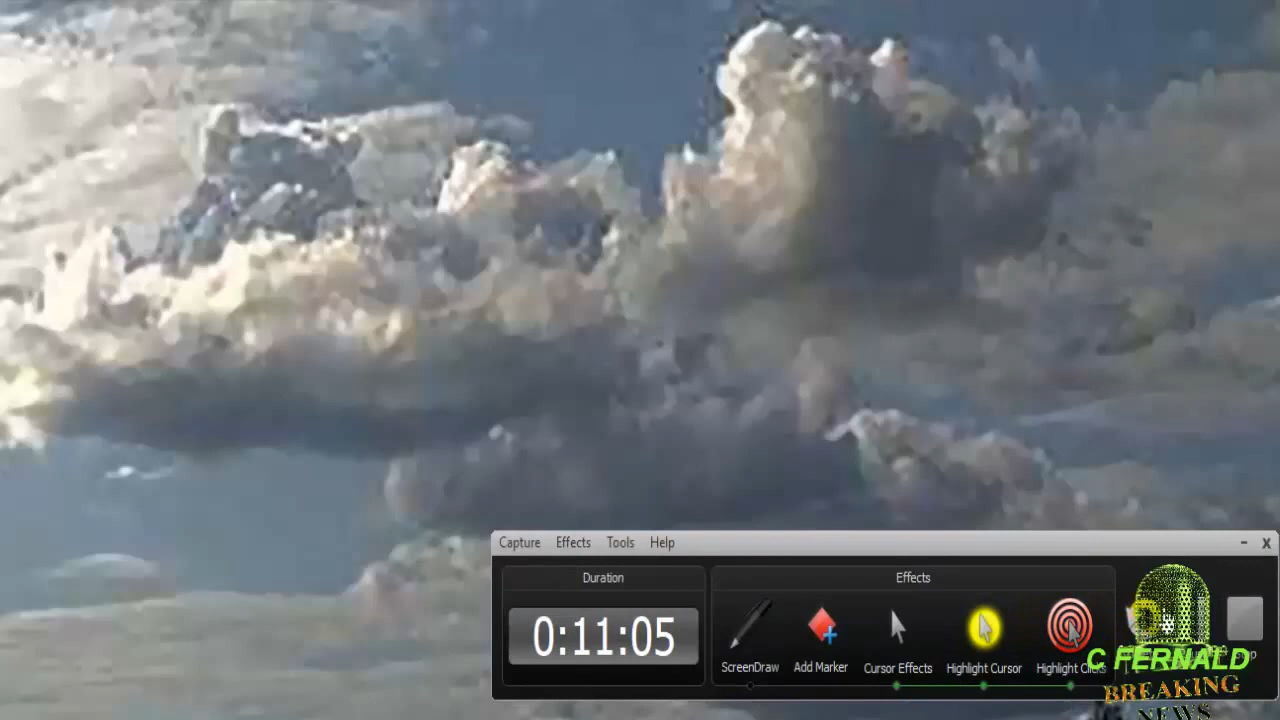 Capture Effects Tools Help
Duration
Effects
0:11:05
ScreenDraw Add Marker Cursor Effects Highlight Cursor Highlight
C FERNALD
BREAKING
NEWS